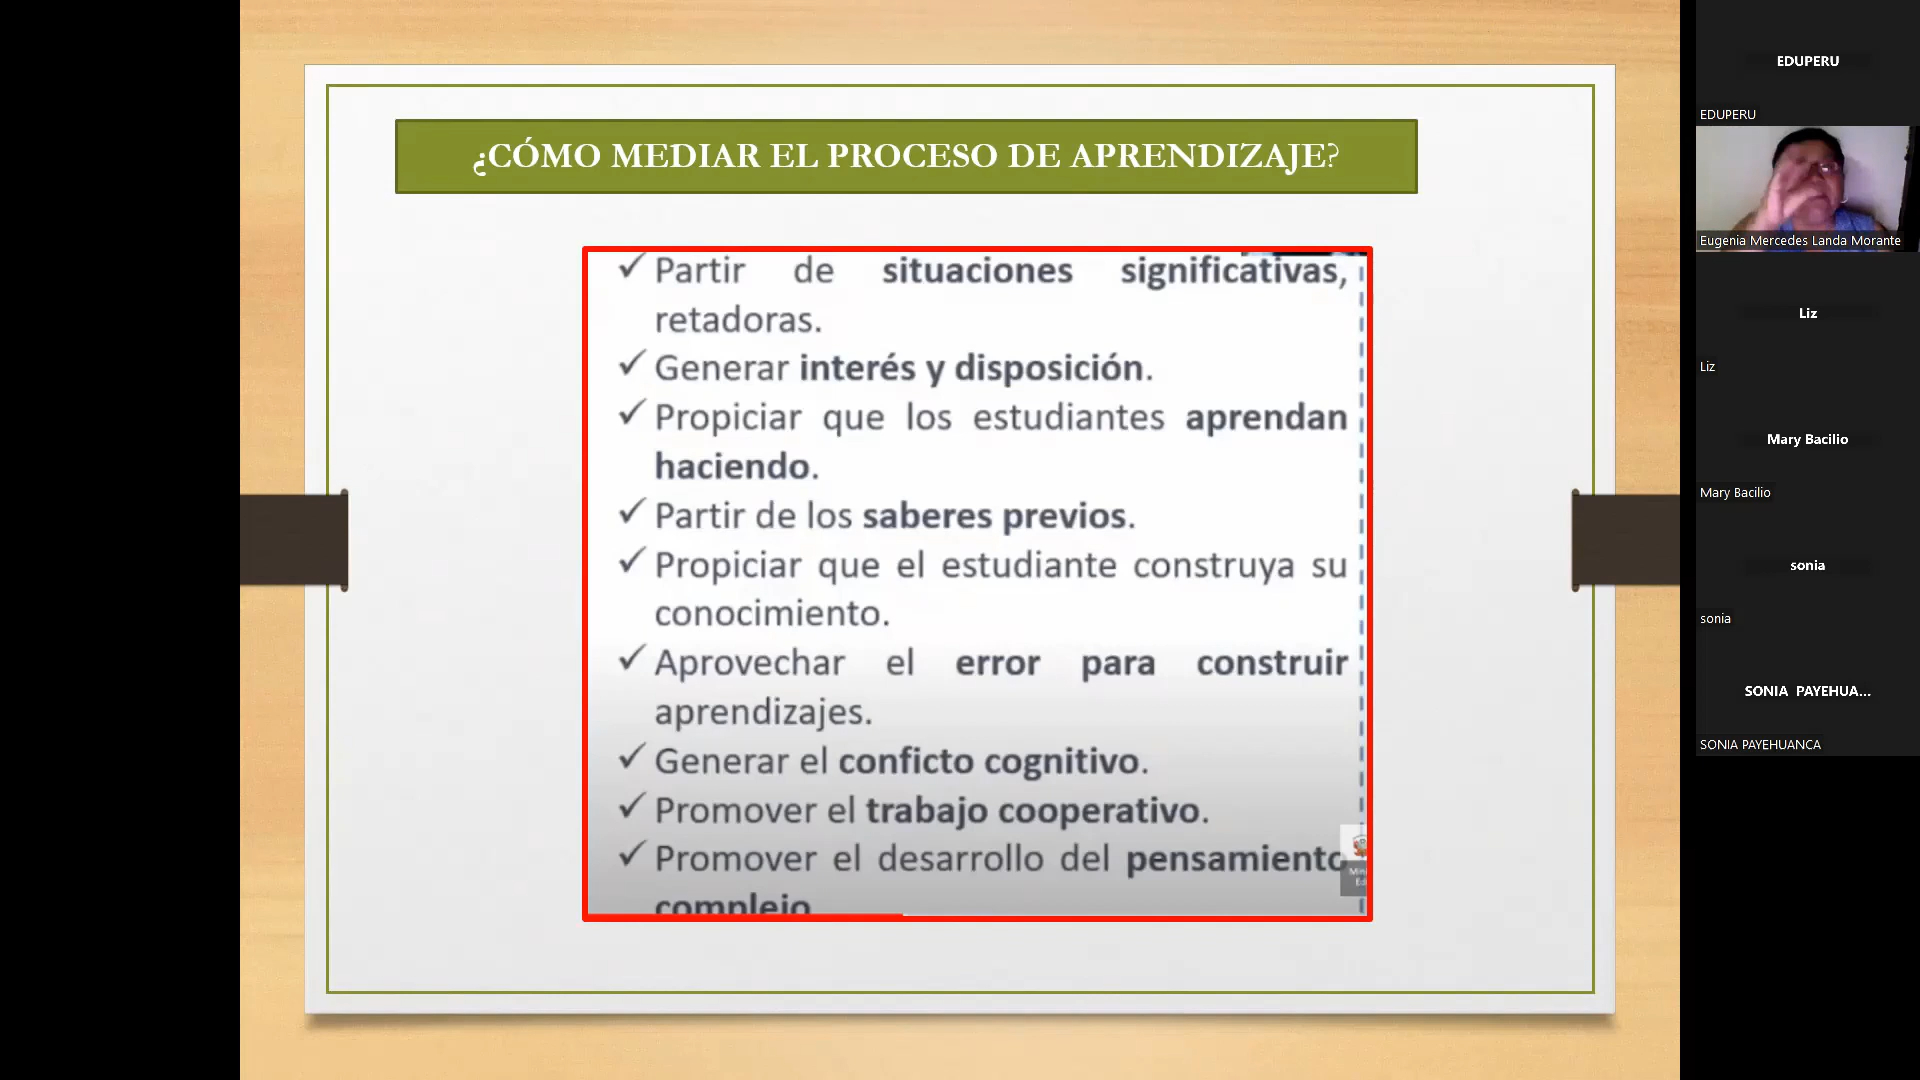 ¿CÓMO MEDIAR EL PROCESO DE APRENDIZAJE?
✓ Partir de situaciones significativas,
retadoras.
✓ Generar interés y disposición.
✓ Propiciar que los estudiantes aprendan
haciendo.
✓ Partir de los saberes previos.
✓ Propiciar que el estudiante construya su
conocimiento.
✓ Aprovechar el error para construir
aprendizajes.
✓ Generar el conficto cognitivo.
✓ Promover el trabajo cooperativo.
✓ Promover el desarrollo del pensamiento
complejo
EDUPERU
EDUPERU
Eugenia Mercedes Landa Morante
Liz
Liz
Mary Bacilio
Mary Bacilio
sonia
sonia
SONIA PAYEHUA...
SONIA PAYEHUANCA